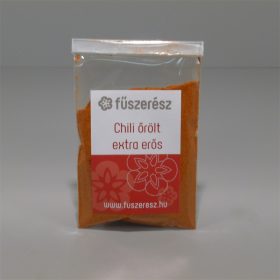 fűszerész
Chili őrölt
extra erős
www.fuszeresz.hu